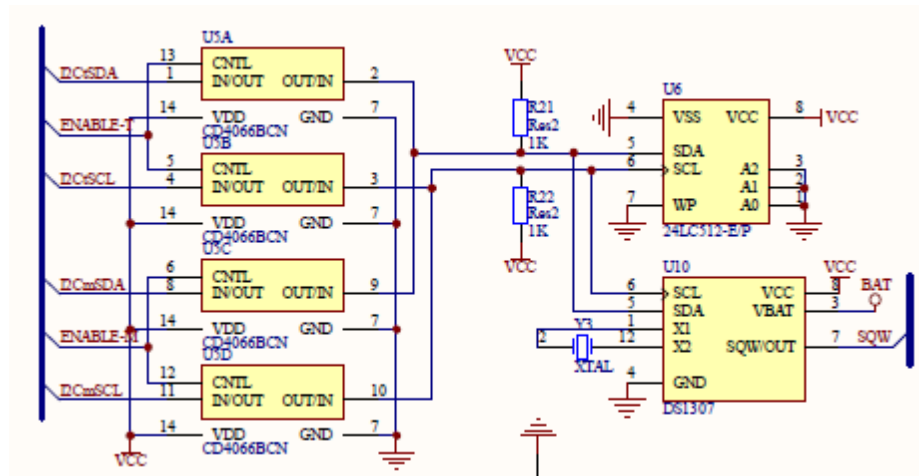 U5A
13 CNTL
I2CtSDA 1 IN/OUT OUT/IN 2
14 VDD GND 7
CD4066BCN
ENABLE-T
U5B
5 CNTL
I2CtSCL 4 IN/OUT OUT/IN 3
14 VDD GND 7
CD4066BCN
U5C
6 CNTL
I2CmSDA 8 IN/OUT OUT/IN 9
14 VDD GND 7
CD4066BCN
ENABLE-M
U5D
12 CNTL
I2CmSCL 11 IN/OUT OUT/IN 10
14 VDD GND 7
CD4066BCN
VCC
VCC
R21
Res2
1K
R22
Res2
1K
VCC
U6
4 VSS VCC 8 VCC
5 SDA
6 SCL A2 3
A1 2
7 WP A0 1
24LC512-E/P
U10
VCC
6 SCL VCC 8
BAT
5 SDA VBAT 3
1 X1
Y3
2 12 X2 SQW/OUT 7 SQW
XTAL
4 GND
DS1307